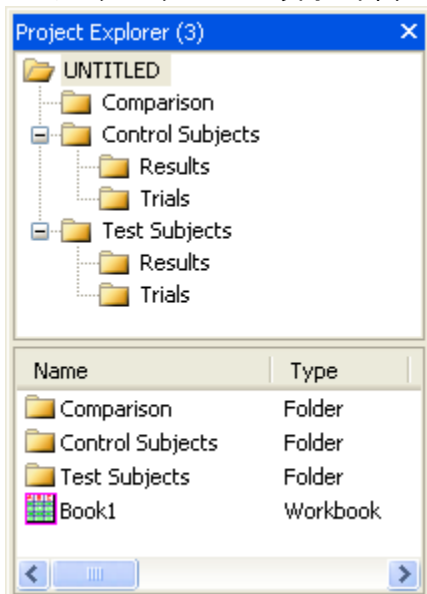 Project Explorer (3)
UNTITLED
Comparison
Control Subjects
Results
Trials
Test Subjects
Results
Trials
Name Type
Comparison Folder
Control Subjects Folder
Test Subjects Folder
Book1 Workbook